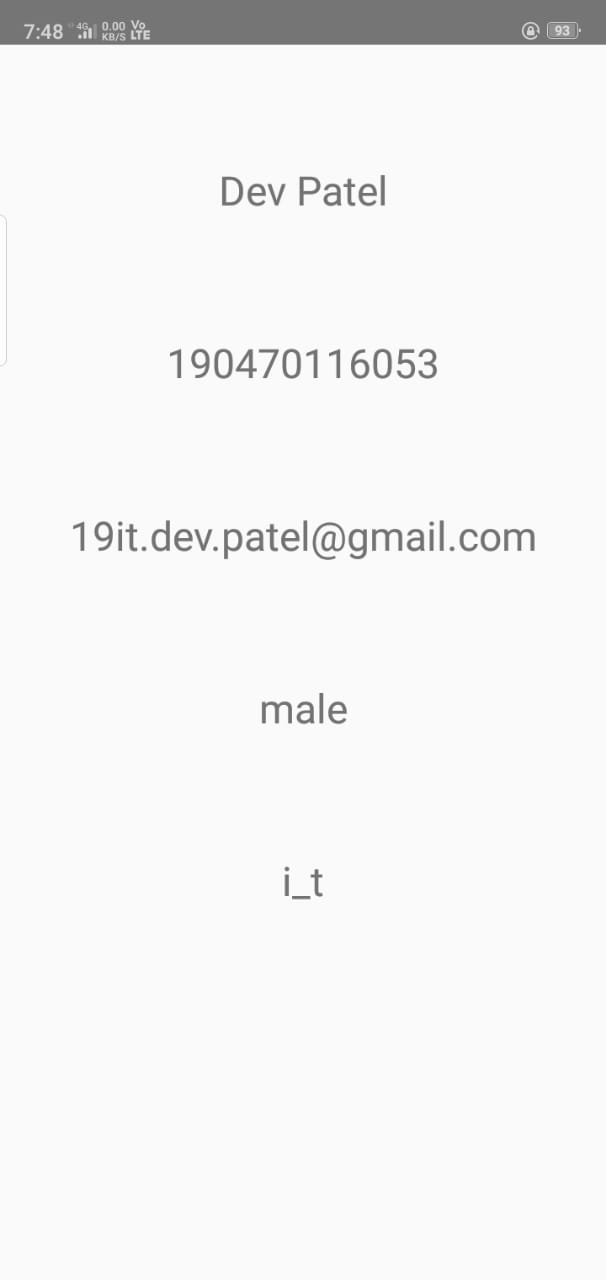 7:48 4G 0.00 KB/S Vo LTE 93
Dev Patel
190470116053
19it.dev.patel@gmail.com
male
i_t